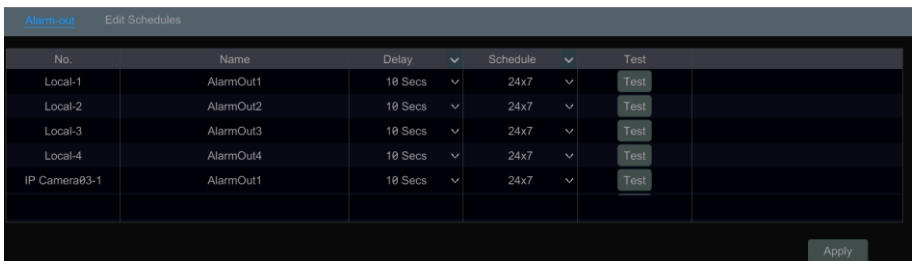 Alarm-out Edit Schedules
No. Name Delay Schedule Test
Local-1 AlarmOut1 10 Secs 24x7 Test
Local-2 AlarmOut2 10 Secs 24x7 Test
Local-3 AlarmOut3 10 Secs 24x7 Test
Local-4 AlarmOut4 10 Secs 24x7 Test
IP Camera03-1 AlarmOut1 10 Secs 24x7 Test
Apply